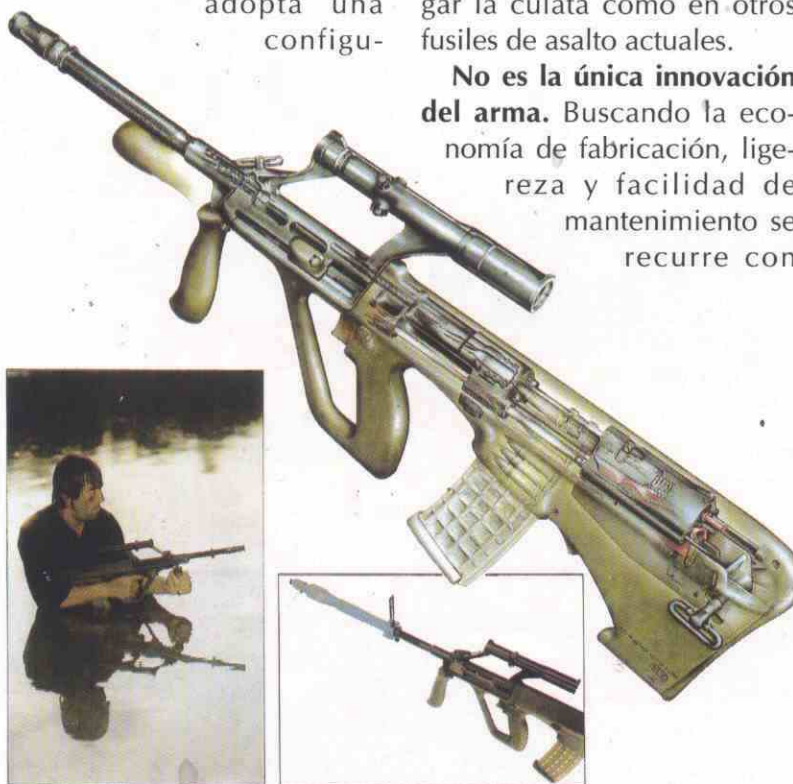 adopta una
configu-
gar la culata como en otros
fusiles de asalto actuales.
No es la única innovación
del arma. Buscando la eco-
nomía de fabricación, lige-
reza y facilidad de
mantenimiento se
recurre con